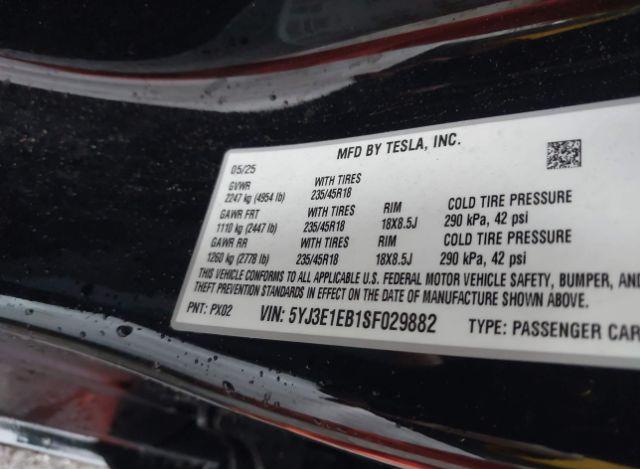 MFD BY TESLA, INC.
05/25
GVWR WITH TIRES
2247 kg (4954 lb) 235/45R18
GAWR FRT WITH TIRES RIM COLD TIRE PRESSURE
1110 kg (2447 lb) 235/45R18 18X8.5J 290 kPa, 42 psi
GAWR RR WITH TIRES RIM COLD TIRE PRESSURE
1260 kg (2778 lb) 235/45R18 18X8.5J 290 kPa, 42 psi
THIS VEHICLE CONFORMS TO ALL APPLICABLE U.S. FEDERAL MOTOR VEHICLE SAFETY, BUMPER, AND
THEFT PREVENTION STANDARDS IN EFFECT ON THE DATE OF MANUFACTURE SHOWN ABOVE.
PNT: PX02 VIN: 5YJ3E1EB1SF029882 TYPE: PASSENGER CAR